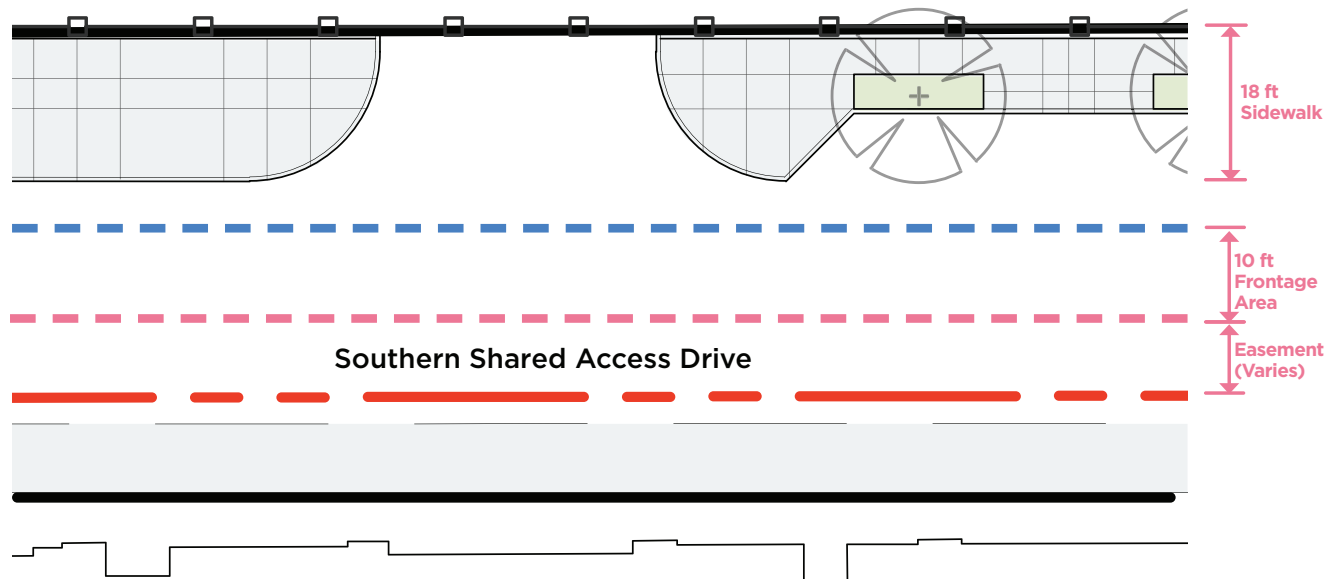 18 ft
Sidewalk
10 ft
Frontage
Area
Southern Shared Access Drive
Easement
(Varies)